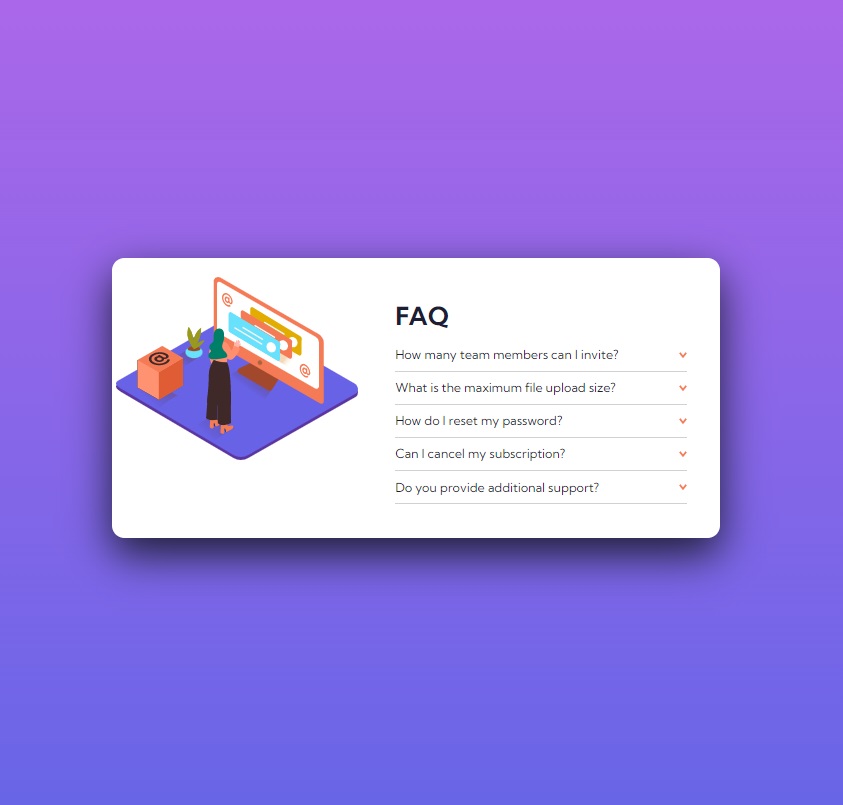 @
@
@
FAQ
How many team members can I invite?
What is the maximum file upload size?
How do I reset my password?
Can I cancel my subscription?
Do you provide additional support?